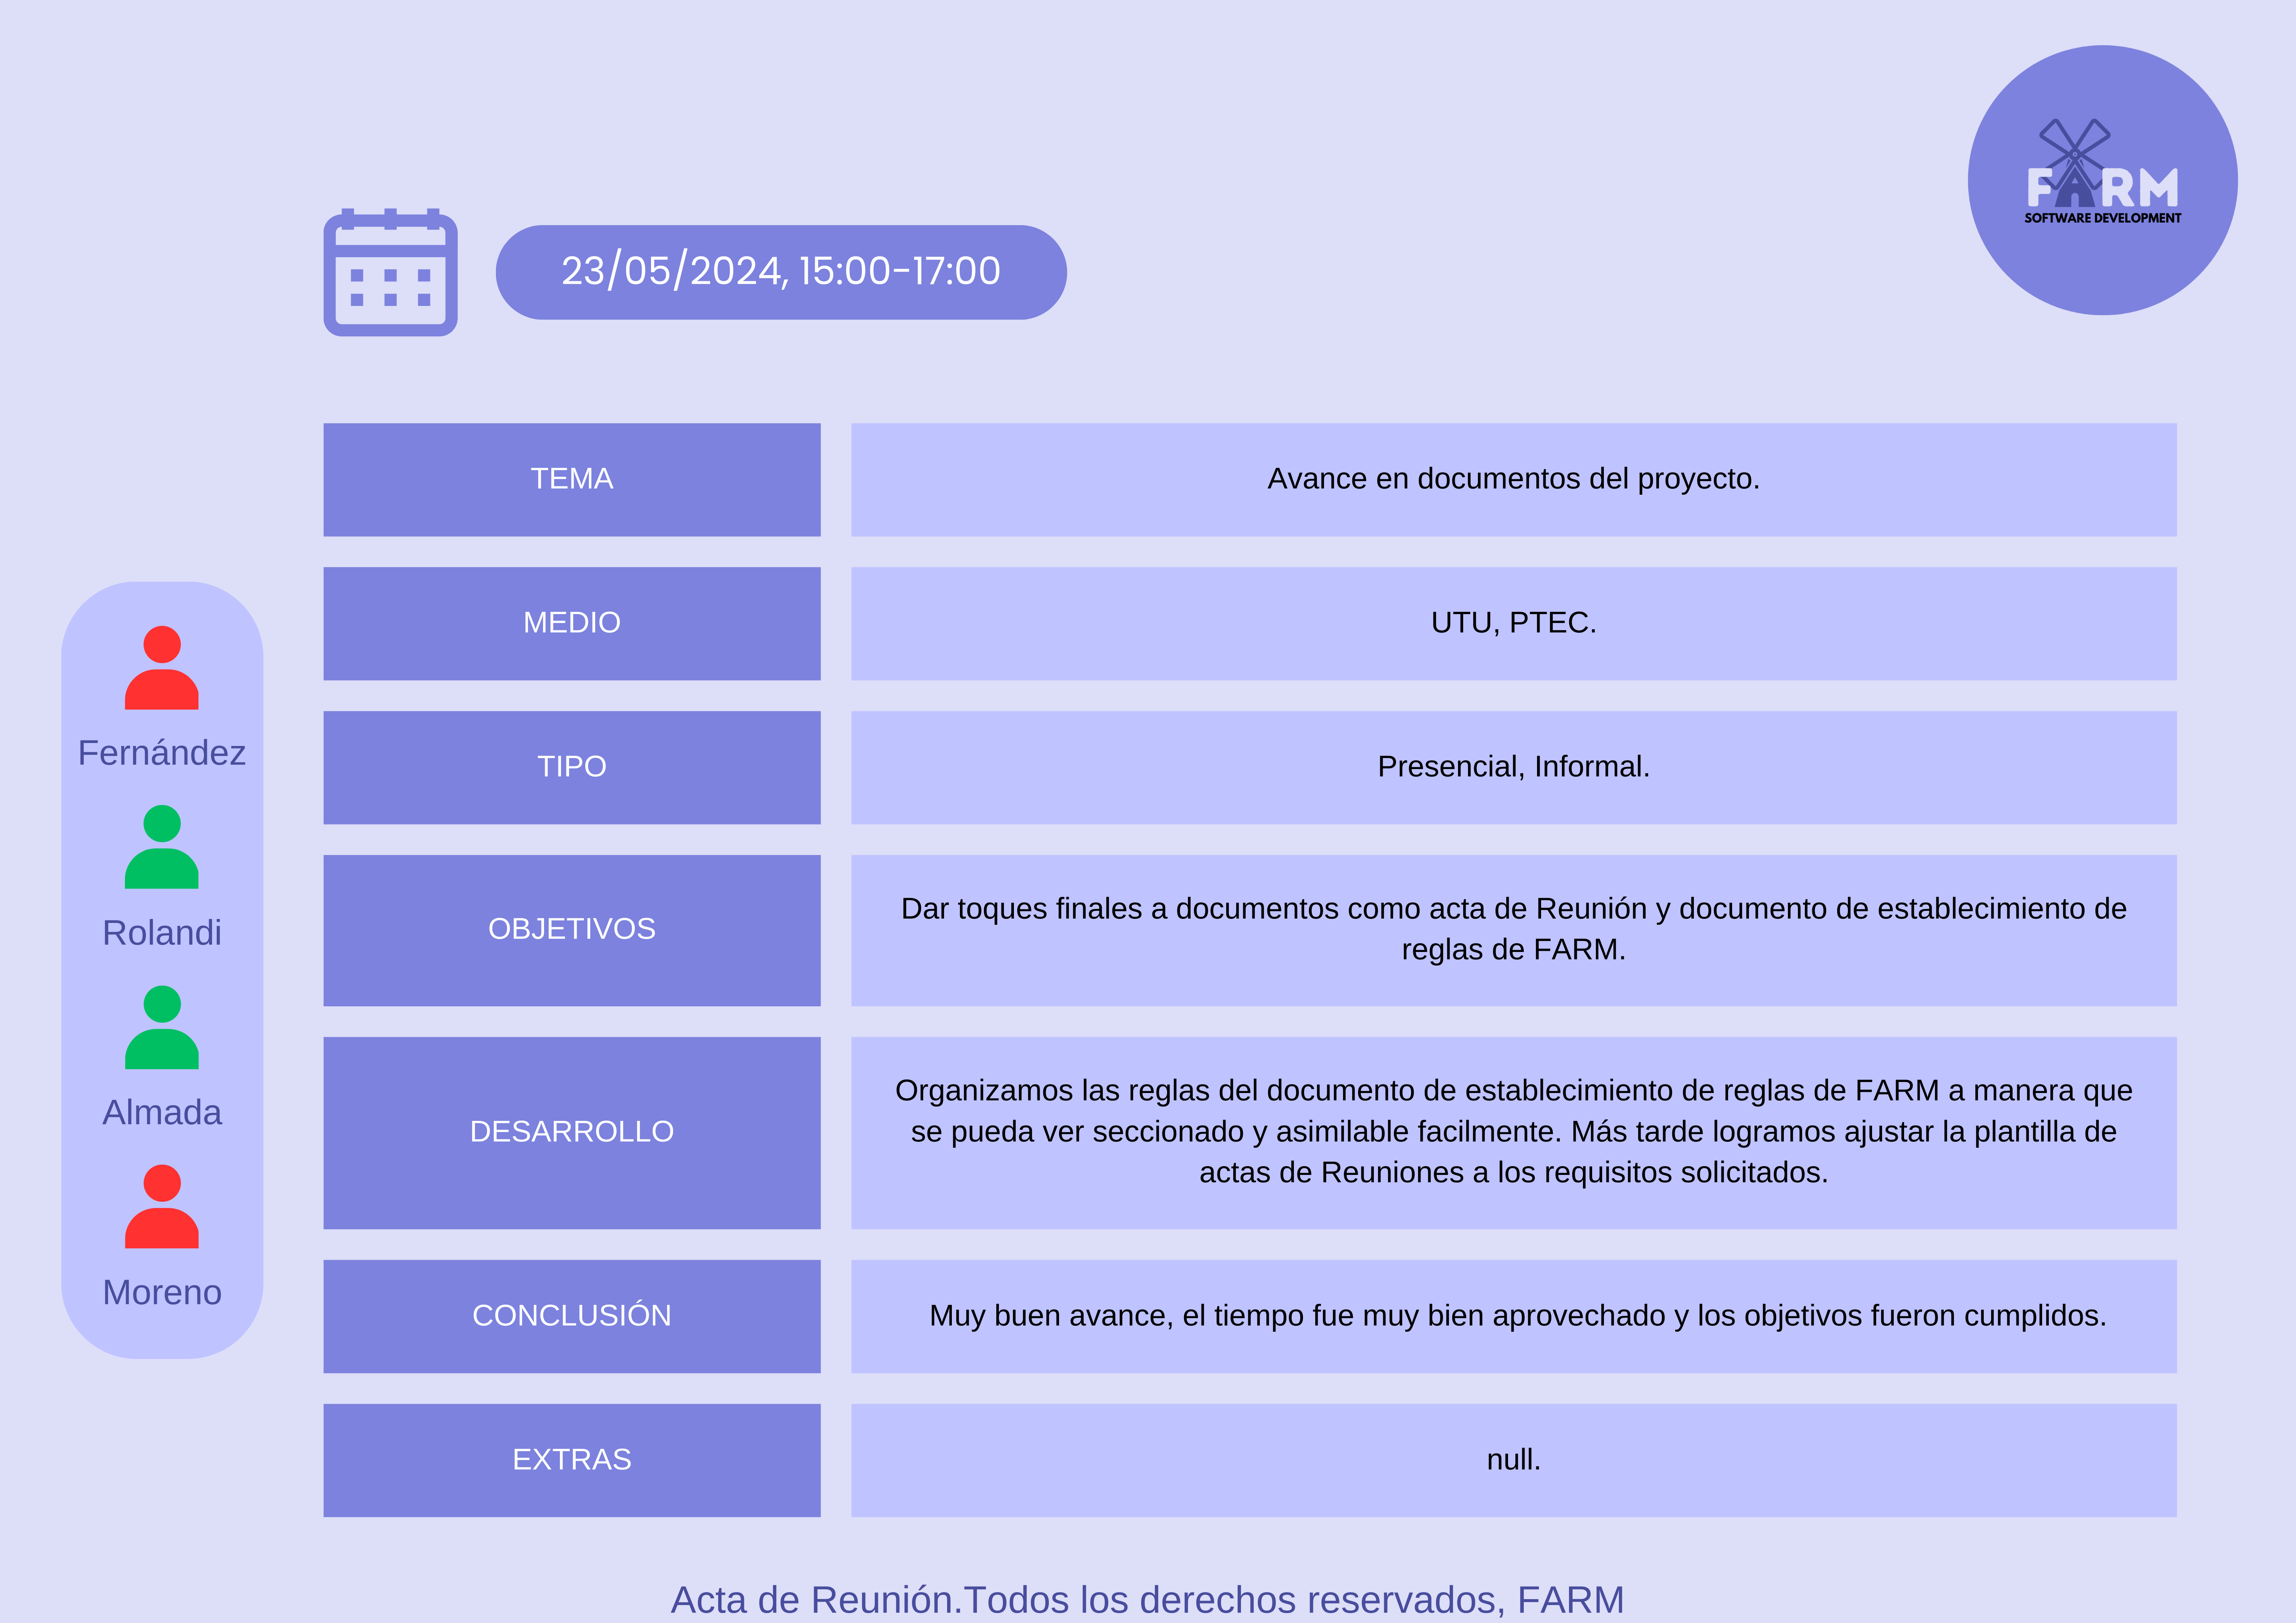 FARM
SOFTWARE DEVELOPMENT
23/05/2024, 15:00-17:00
TEMA
Avance en documentos del proyecto.
MEDIO
UTU, PTEC.
TIPO
Presencial, Informal.
OBJETIVOS
Dar toques finales a documentos como acta de Reunión y documento de establecimiento de
reglas de FARM.
DESARROLLO
Organizamos las reglas del documento de establecimiento de reglas de FARM a manera que
se pueda ver seccionado y asimilable facilmente. Más tarde logramos ajustar la plantilla de
actas de Reuniones a los requisitos solicitados.
CONCLUSIÓN
Muy buen avance, el tiempo fue muy bien aprovechado y los objetivos fueron cumplidos.
EXTRAS
null.
Fernández
Rolandi
Almada
Moreno
Acta de Reunión.Todos los derechos reservados, FARM